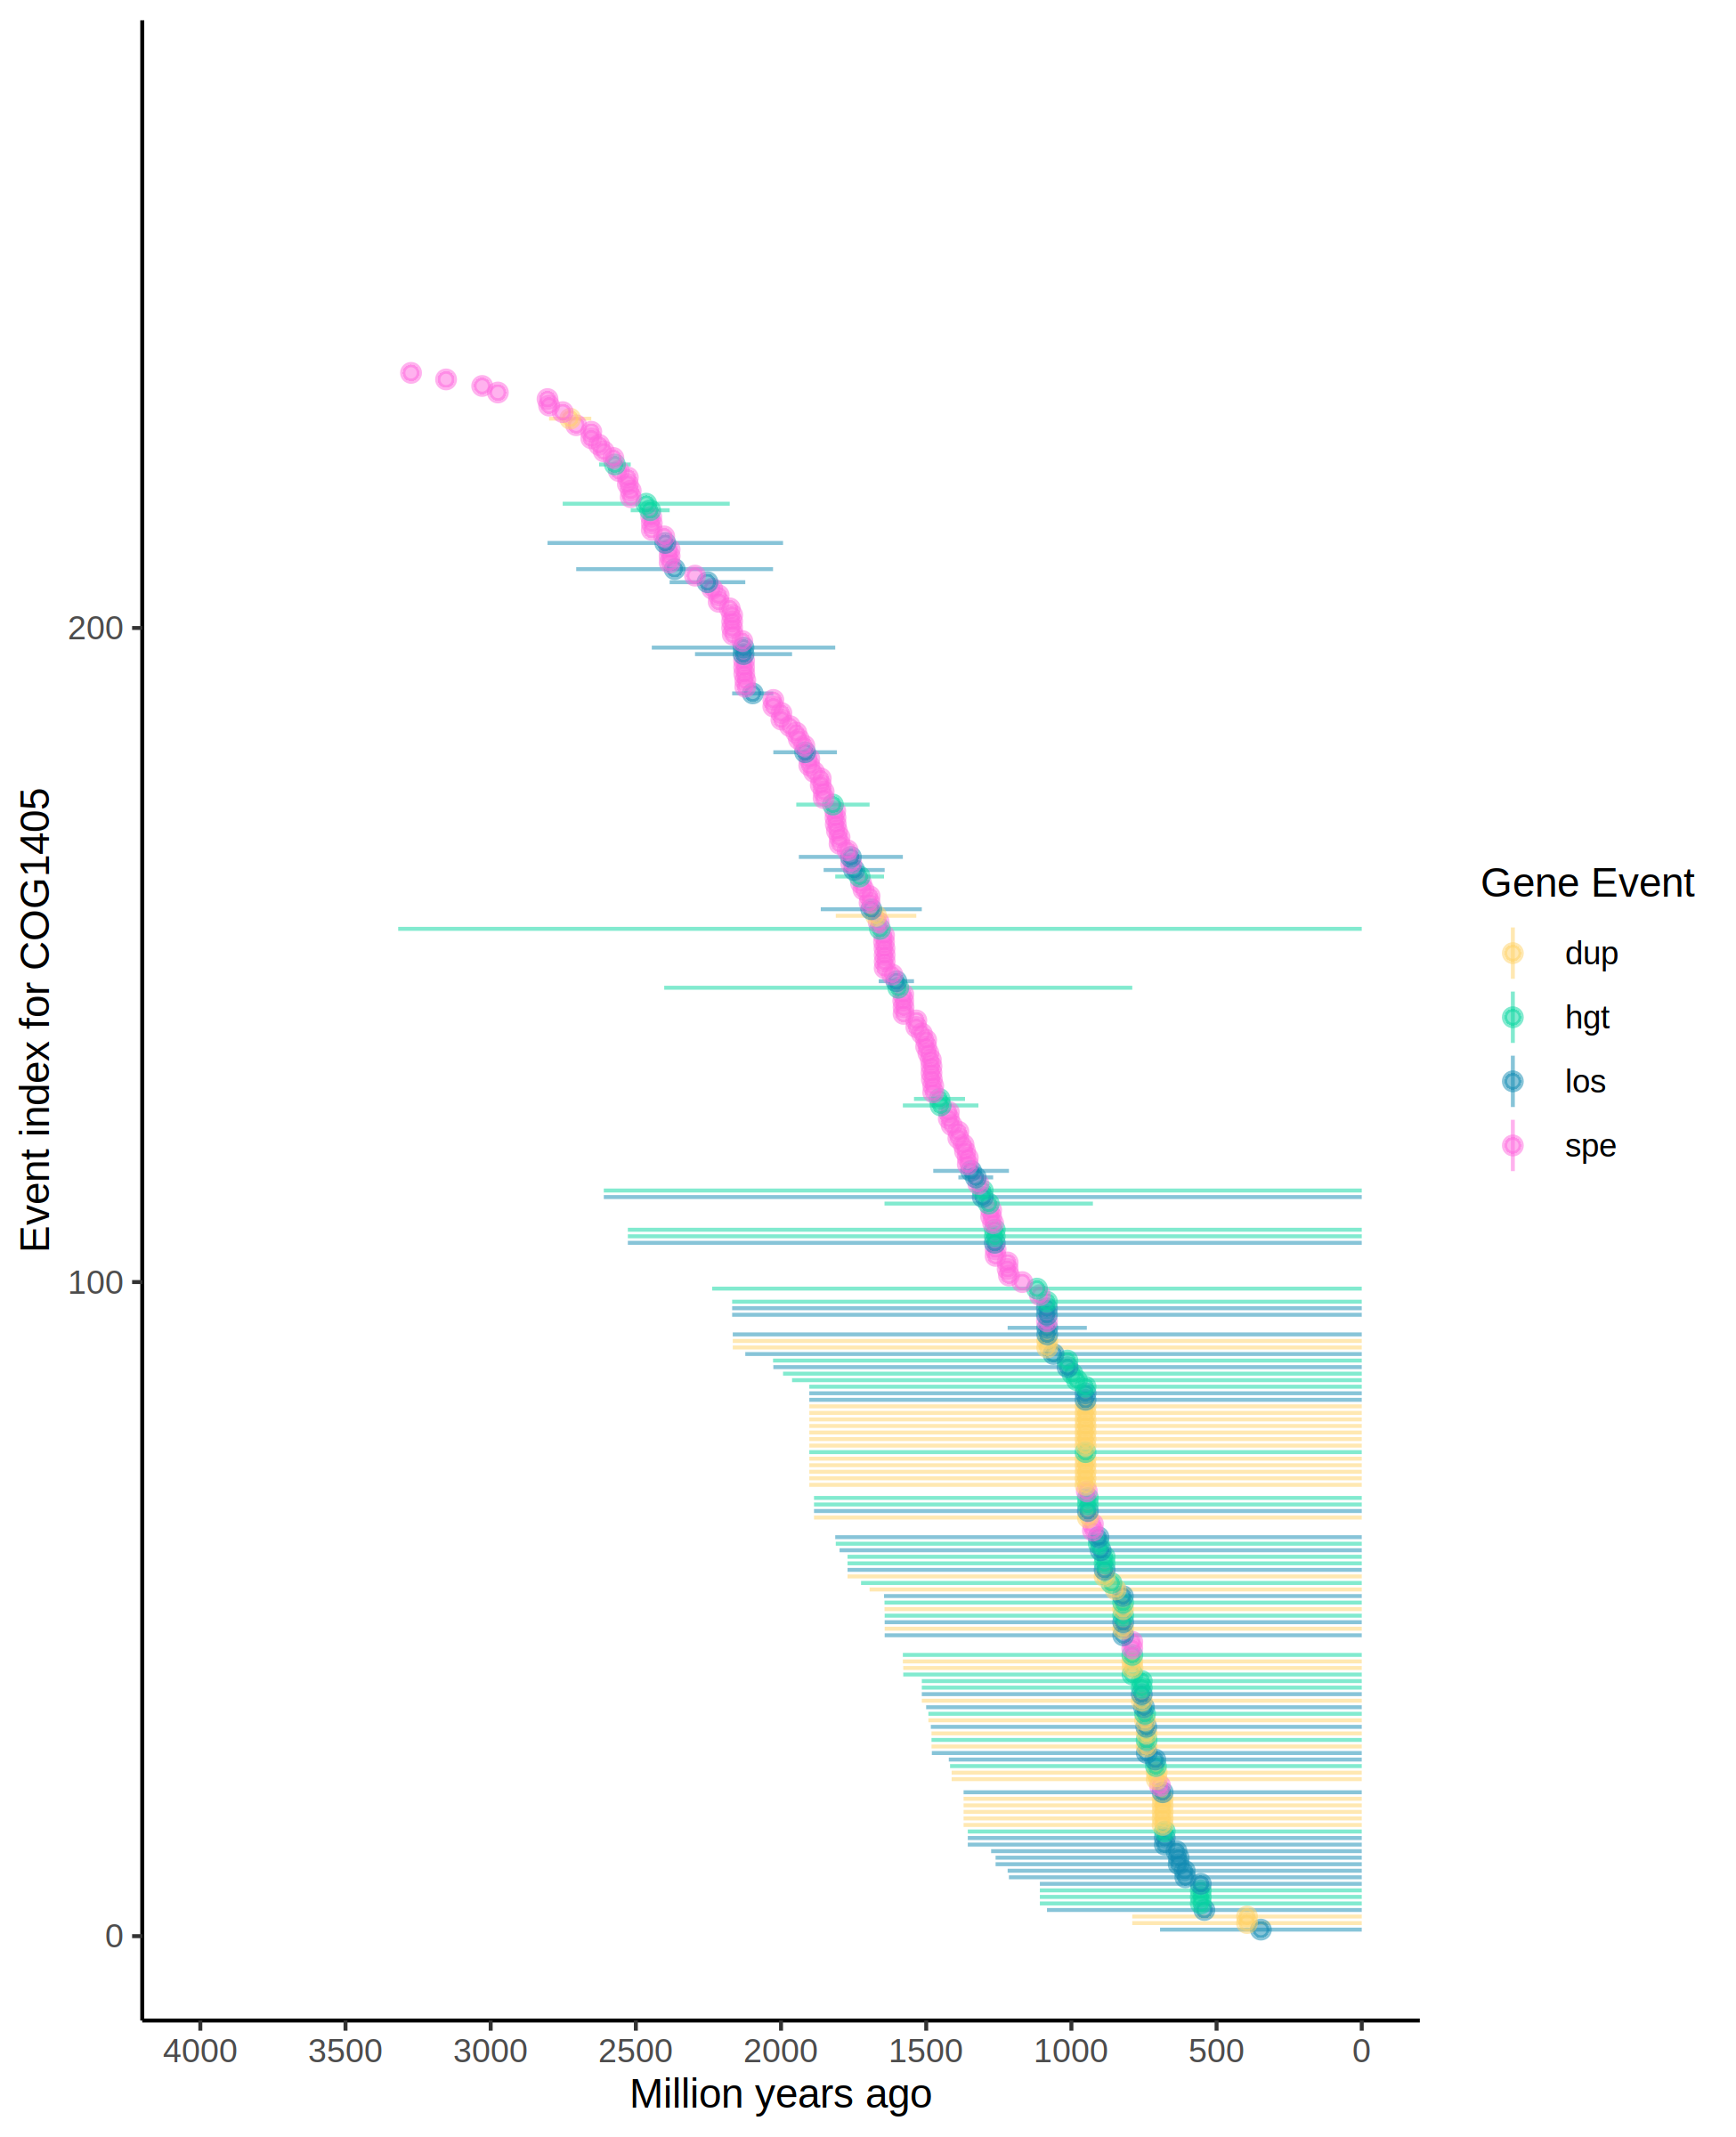 Event index for COG1405
200
100
0
4000 3500 3000 2500 2000 1500 1000 500 0
Million years ago
Gene Event
dup
hgt
los
spe